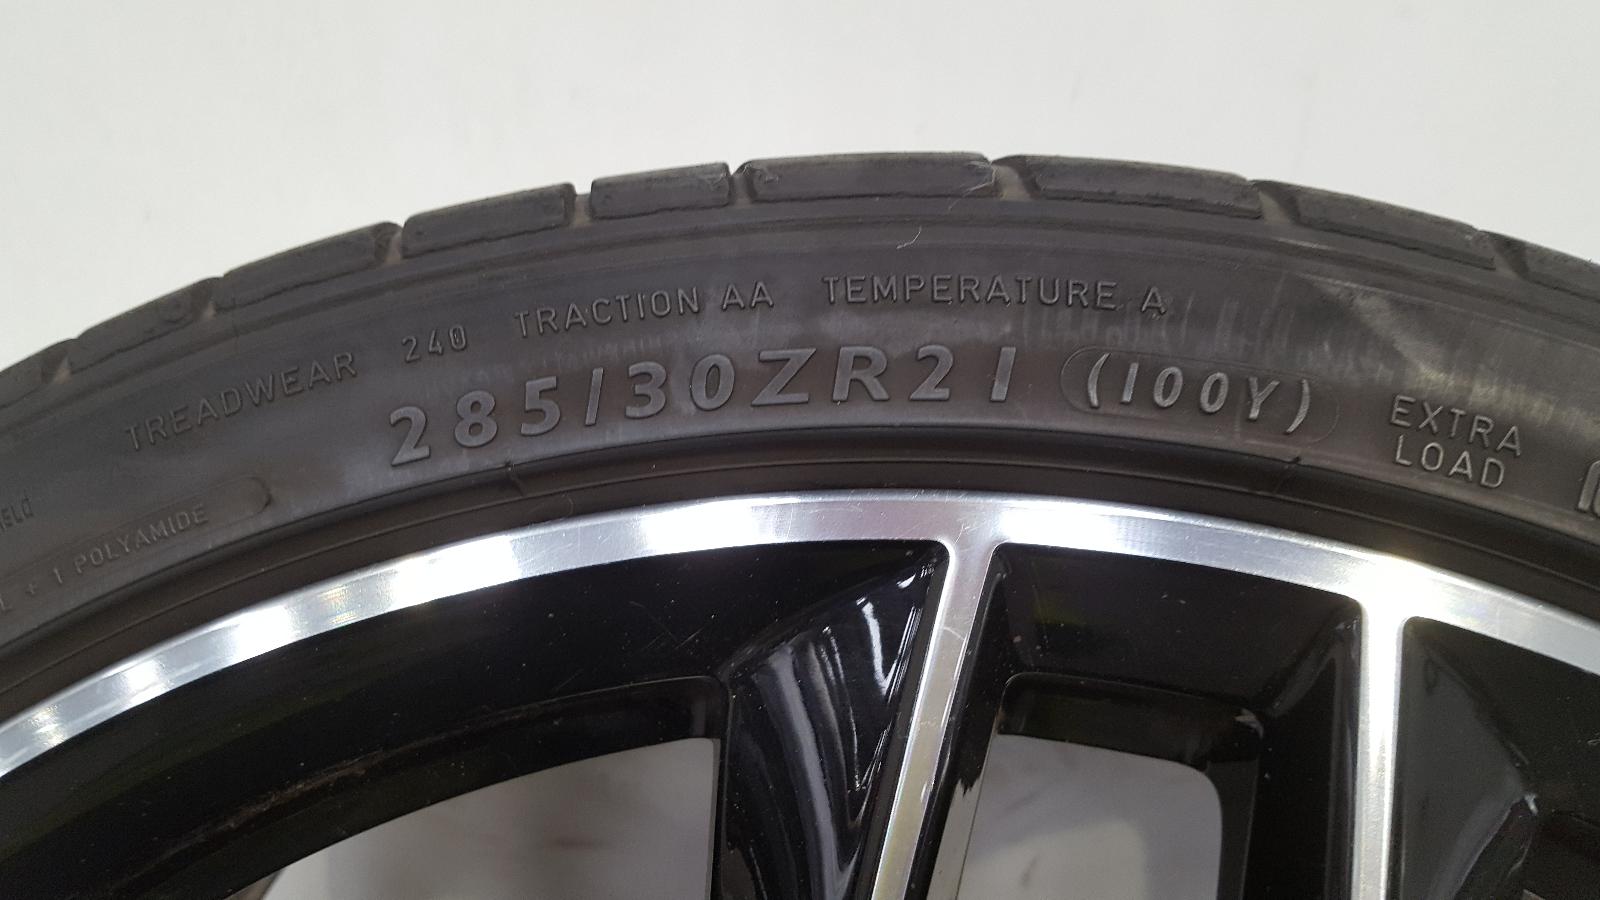 TREADWEAR 240 TRACTION AA TEMPERATURE A
285/30ZR21 (100Y) EXTRA LOAD
+ 1 POLYAMIDE